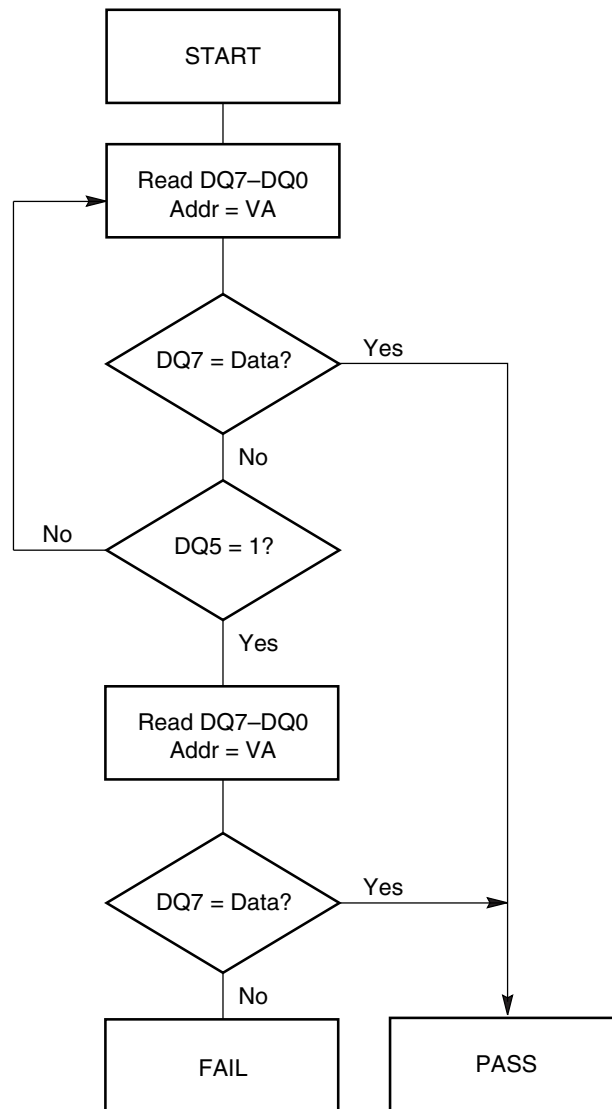 START
Read DQ7–DQ0
Addr = VA
DQ7 = Data?
Yes
No
No
DQ5 = 1?
Yes
Read DQ7–DQ0
Addr = VA
DQ7 = Data?
Yes
No
FAIL
PASS